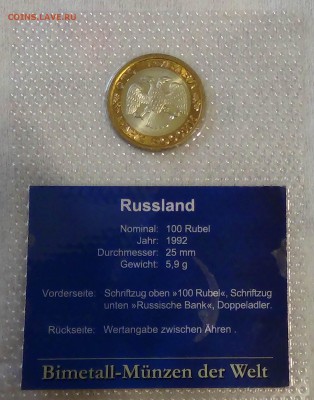 COINS.LAVE.RU
Russland
Nominal: 100 Rubel
Jahr: 1992
Durchmesser: 25 mm
Gewicht: 5,9 g
Vorderseite: Schriftzug oben »100 Rubel«, Schriftzug
unten »Russische Bank«, Doppeladler.
Rückseite: Wertangabe zwischen Ähren .
Bimetall-Münzen der Welt